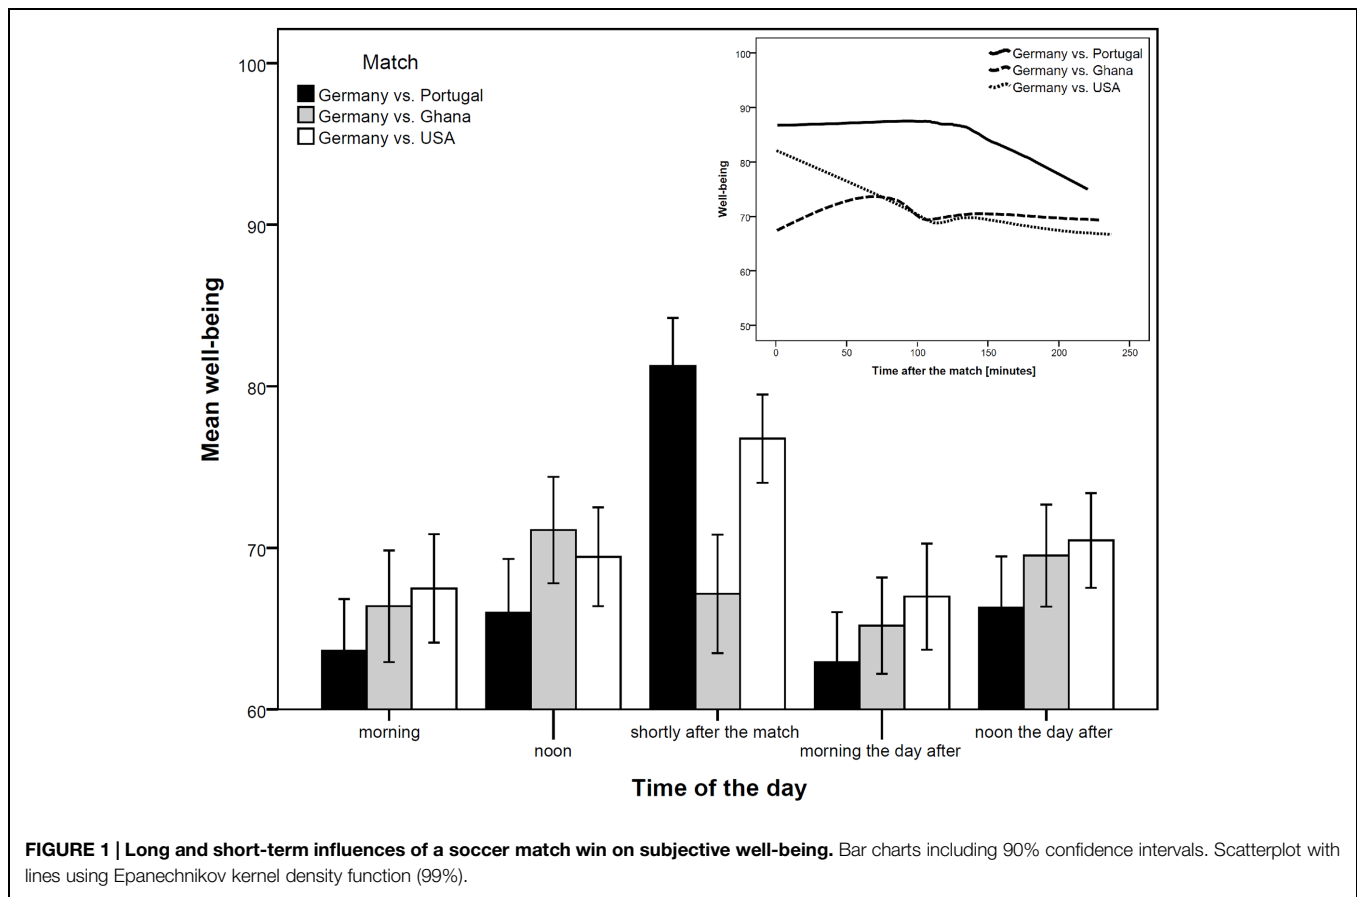 Match
Germany vs. Portugal
Germany vs. Ghana
Germany vs. USA
100
90
80
70
60
Mean well-being
morning
noon
shortly after the match
morning the day after
noon the day after
Time of the day
Germany vs. Portugal
Germany vs. Ghana
Germany vs. USA
100
90
80
70
60
50
Well-being
0 50 100 150 200 250
Time after the match [minutes]
FIGURE 1 | Long and short-term influences of a soccer match win on subjective well-being. Bar charts including 90% confidence intervals. Scatterplot with
lines using Epanechnikov kernel density function (99%).